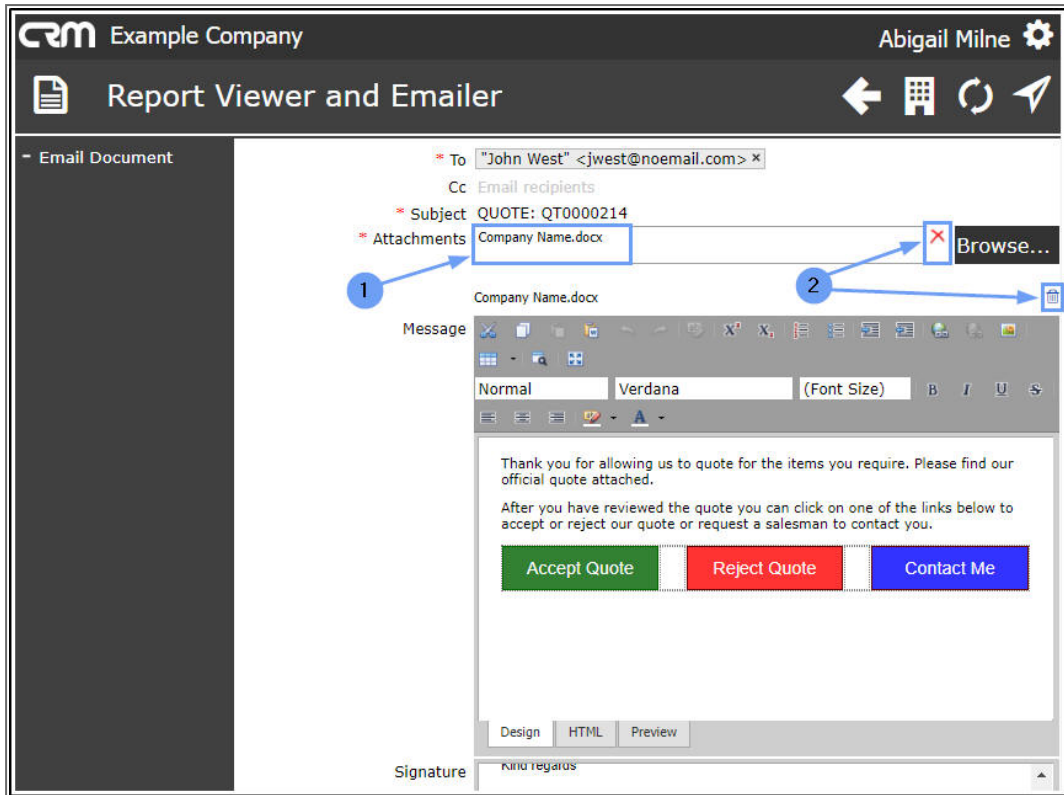 CRM Example Company Abigail Milne
Report Viewer and Emailer
- Email Document
* To "John West" <jwest@noemail.com> ×
Cc Email recipients
* Subject QUOTE: QT0000214
* Attachments Company Name.docx Browse...
1
2
Company Name.docx
Message
Normal Verdana (Font Size) B I U S
A
Thank you for allowing us to quote for the items you require. Please find our
official quote attached.
After you have reviewed the quote you can click on one of the links below to
accept or reject our quote or request a salesman to contact you.
Accept Quote Reject Quote Contact Me
Design HTML Preview
Signature Kind regards